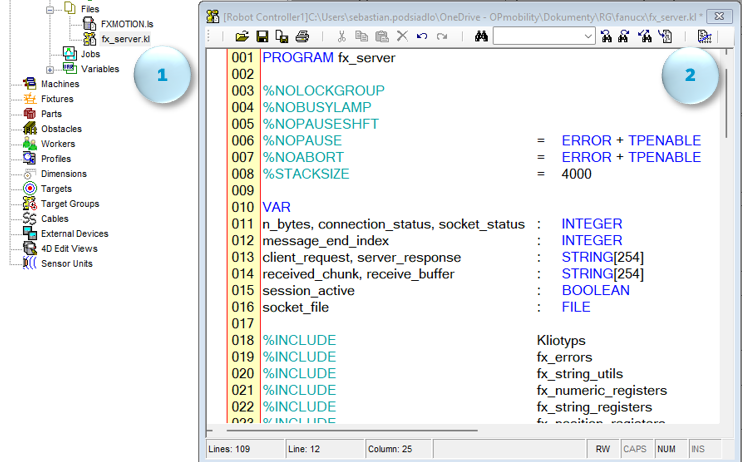 Files
FXMOTION.ls
fx_server.kl
Jobs
Variables
Machines
Fixtures
Parts
Obstacles
Workers
Profiles
Dimensions
Targets
Target Groups
Cables
External Devices
4D Edit Views
Sensor Units
1
[Robot Controller1]C:\Users\sebastian.podsiadlo\OneDrive - OPmobility\Dokumenty\RG\fanucx\fx_server.kl *
2
001 PROGRAM fx_server
002
003 %NOLOCKGROUP
004 %NOBUSYLAMP
005 %NOPAUSESHFT
006 %NOPAUSE = ERROR + TPENABLE
007 %NOABORT = ERROR + TPENABLE
008 %STACKSIZE = 4000
009
010 VAR
011 n_bytes, connection_status, socket_status : INTEGER
012 message_end_index : INTEGER
013 client_request, server_response : STRING[254]
014 received_chunk, receive_buffer : STRING[254]
015 session_active : BOOLEAN
016 socket_file : FILE
017
018 %INCLUDE Kliotyps
019 %INCLUDE fx_errors
020 %INCLUDE fx_string_utils
021 %INCLUDE fx_numeric_registers
022 %INCLUDE fx_string_registers
023 %INCLUDE fx_position_registers
Lines: 109 Line: 12 Column: 25 RW CAPS NUM INS